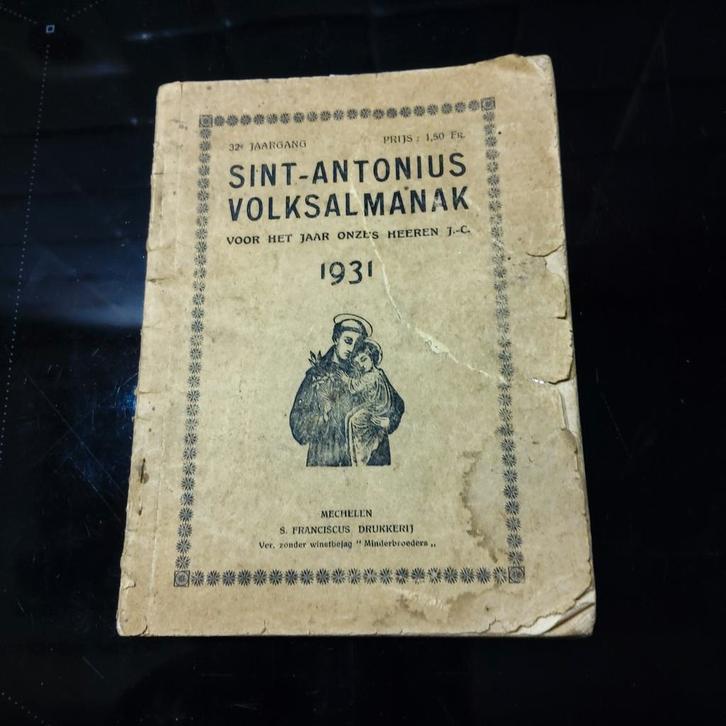 32e JAARGANG PRIJS : 1,50 FR.
SINT-ANTONIUS
VOLKSALMANAK
VOOR HET JAAR ONZES HEEREN J.-C.
1931
MECHELEN
S. FRANCISCUS DRUKKERIJ
Ver. zonder winstbejag " Minderbroeders „